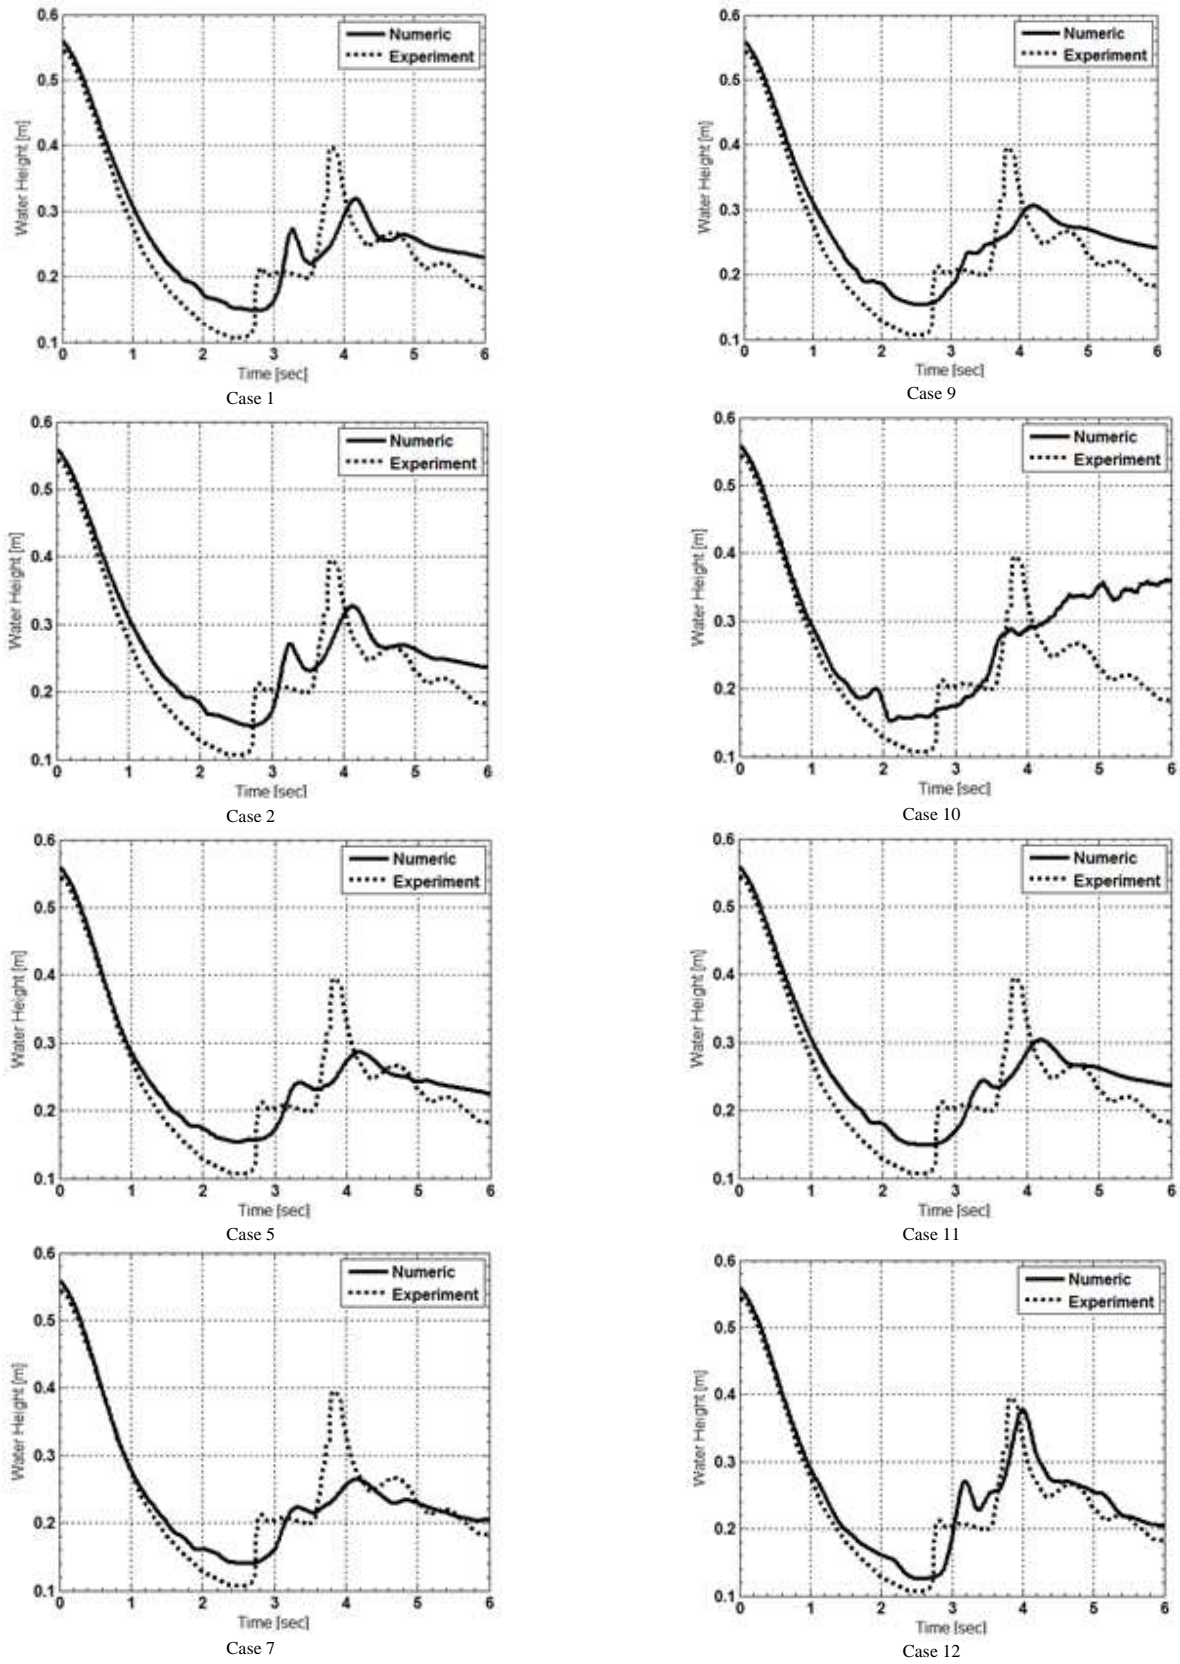 0.6
Numeric
Experiment
0.5
0.4
0.3
0.2
0.1
Water Height [m]
0 1 2 3 4 5 6
Time [sec]
Case 1
0.6
Numeric
Experiment
0.5
0.4
0.3
0.2
0.1
Water Height [m]
0 1 2 3 4 5 6
Time [sec]
Case 9
0.6
Numeric
Experiment
0.5
0.4
0.3
0.2
0.1
Water Height [m]
0 1 2 3 4 5 6
Time [sec]
Case 2
0.6
Numeric
Experiment
0.5
0.4
0.3
0.2
0.1
Water Height [m]
0 1 2 3 4 5 6
Time [sec]
Case 10
0.6
Numeric
Experiment
0.5
0.4
0.3
0.2
0.1
Water Height [m]
0 1 2 3 4 5 6
Time [sec]
Case 5
0.6
Numeric
Experiment
0.5
0.4
0.3
0.2
0.1
Water Height [m]
0 1 2 3 4 5 6
Time [sec]
Case 11
0.6
Numeric
Experiment
0.5
0.4
0.3
0.2
0.1
Water Height [m]
0 1 2 3 4 5 6
Time [sec]
Case 7
0.6
Numeric
Experiment
0.5
0.4
0.3
0.2
0.1
Water Height [m]
0 1 2 3 4 5 6
Time [sec]
Case 12